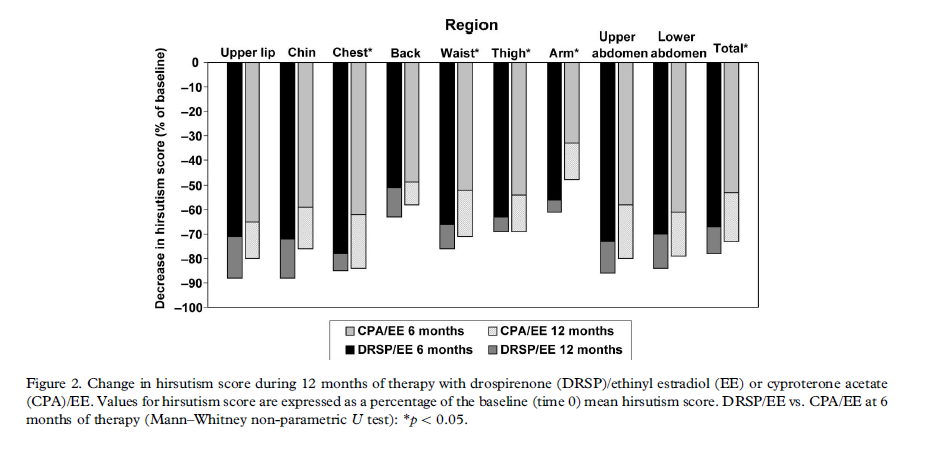 Region
Upper lip Chin Chest* Back Waist* Thigh* Arm* Upper abdomen Lower abdomen Total*
Decrease in hirsutism score (% of baseline)
0
–10
–20
–30
–40
–50
–60
–70
–80
–90
–100
CPA/EE 6 months CPA/EE 12 months
DRSP/EE 6 months DRSP/EE 12 months
Figure 2. Change in hirsutism score during 12 months of therapy with drospirenone (DRSP)/ethinyl estradiol (EE) or cyproterone acetate
(CPA)/EE. Values for hirsutism score are expressed as a percentage of the baseline (time 0) mean hirsutism score. DRSP/EE vs. CPA/EE at 6
months of therapy (Mann–Whitney non-parametric U test): *p < 0.05.